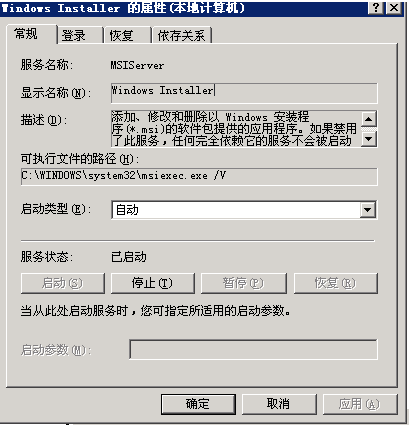 Windows Installer 的属性(本地计算机)
常规 登录 恢复 依存关系
服务名称: MSIServer
显示名称(N): Windows Installer
描述(D): 添加、修改和删除以 Windows 安装程
序(*.msi)的软件包提供的应用程序。如果禁用
了此服务,任何完全依赖它的服务不会被启动
可执行文件的路径(H):
C:\WINDOWS\system32\msiexec.exe /V
启动类型(E): 自动
服务状态: 已启动
启动(S) 停止(T) 暂停(P) 恢复(R)
当从此处启动服务时,您可指定所适用的启动参数。
启动参数(M):
确定 取消 应用(A)